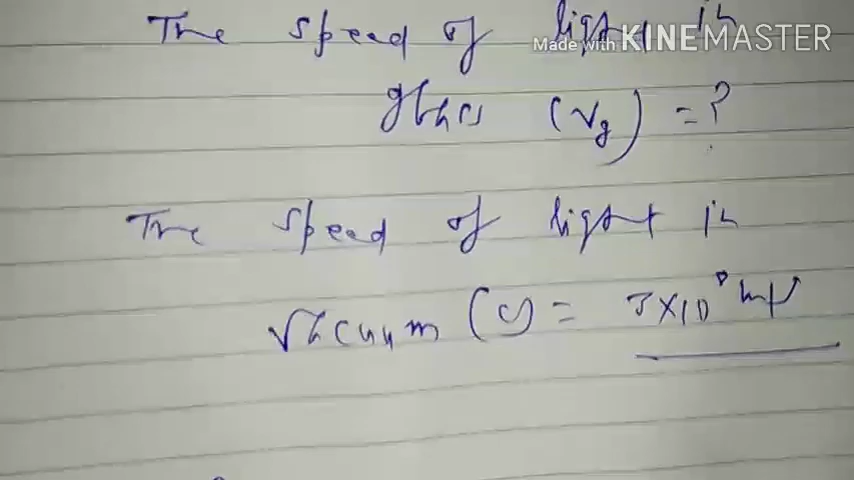 The speed of light in
Made with KINEMASTER
glass (vg) = ?
The speed of light in
Vacuum (c) = 3×10⁸ m/s